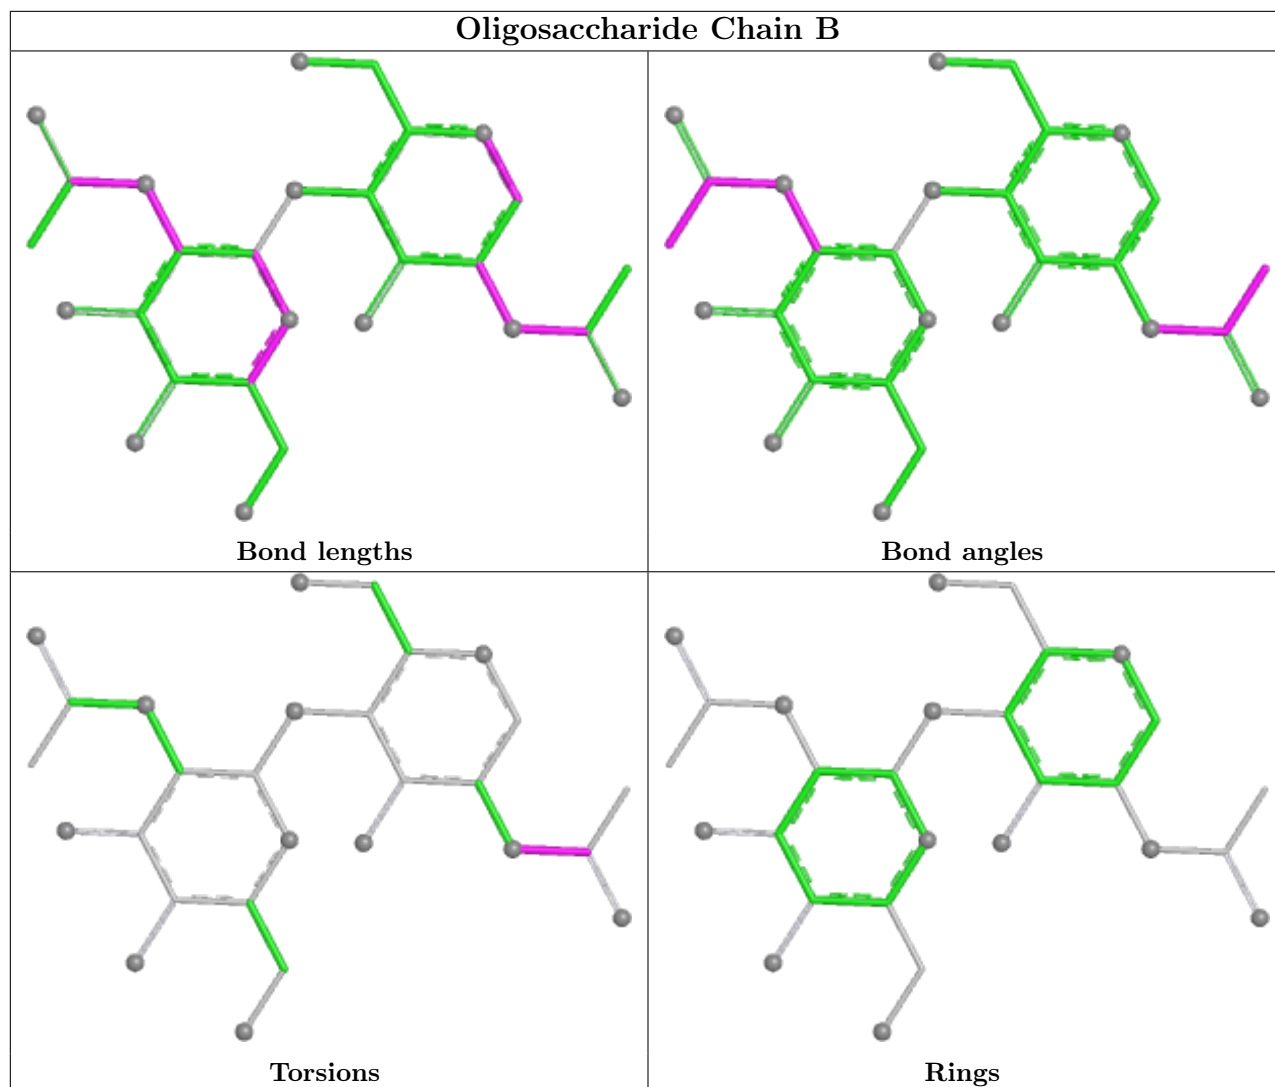 Oligosaccharide Chain B
Bond lengths
Bond angles
Torsions
Rings